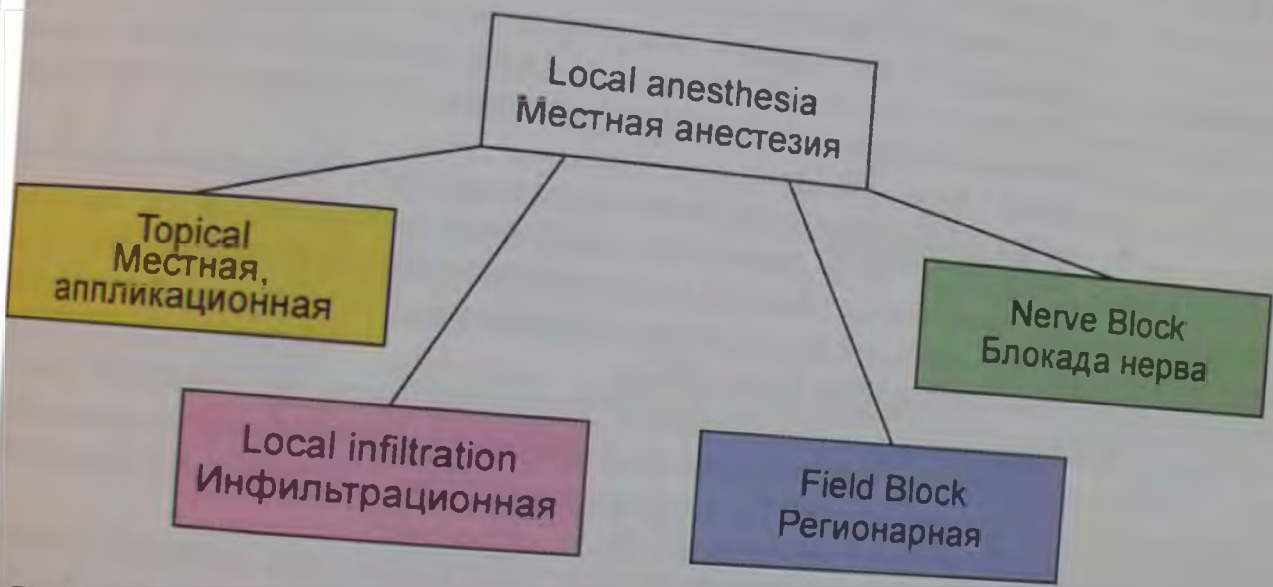 Local anesthesia
Местная анестезия
Topical
Местная,
аппликационная
Local infiltration
Инфильтрационная
Field Block
Регионарная
Nerve Block
Блокада нерва